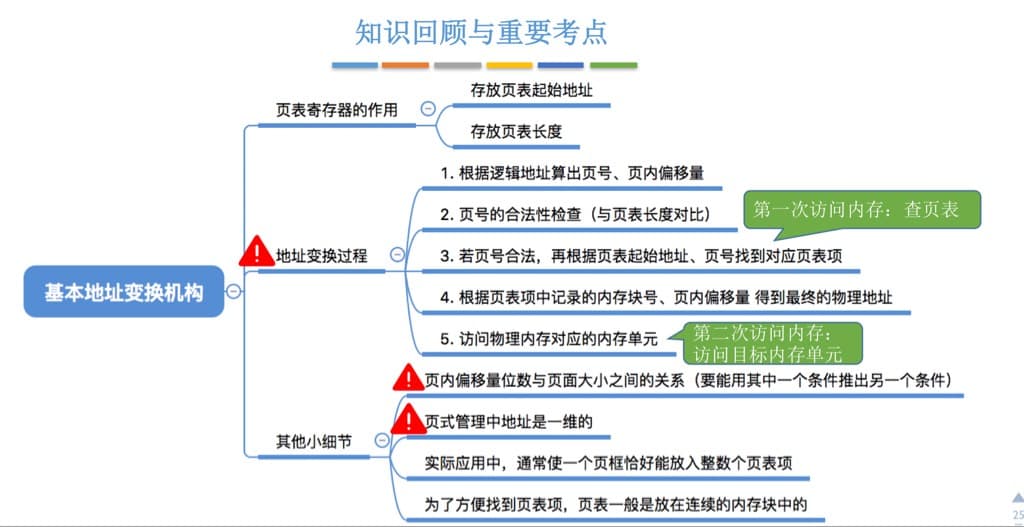 知识回顾与重要考点
页表寄存器的作用
存放页表起始地址
存放页表长度
基本地址变换机构
地址变换过程
1. 根据逻辑地址算出页号、页内偏移量
2. 页号的合法性检查（与页表长度对比）
第一次访问内存：查页表
3. 若页号合法，再根据页表起始地址、页号找到对应页表项
4. 根据页表项中记录的内存块号、页内偏移量 得到最终的物理地址
5. 访问物理内存对应的内存单元
第二次访问内存：
访问目标内存单元
其他小细节
页内偏移量位数与页面大小之间的关系（要能用其中一个条件推出另一个条件）
页式管理中地址是一维的
实际应用中，通常使一个页框恰好能放入整数个页表项
为了方便找到页表项，页表一般是放在连续的内存块中的
25